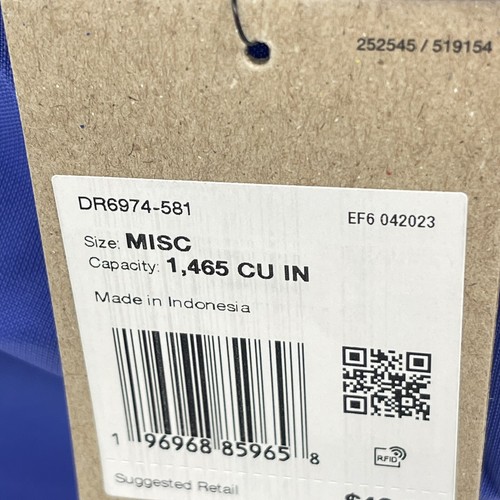 252545 / 519154
DR6974-581
EF6 042023
Size: MISC
Capacity: 1,465 CU IN
Made in Indonesia
1 96968 85965 8
RFID
Suggested Retail